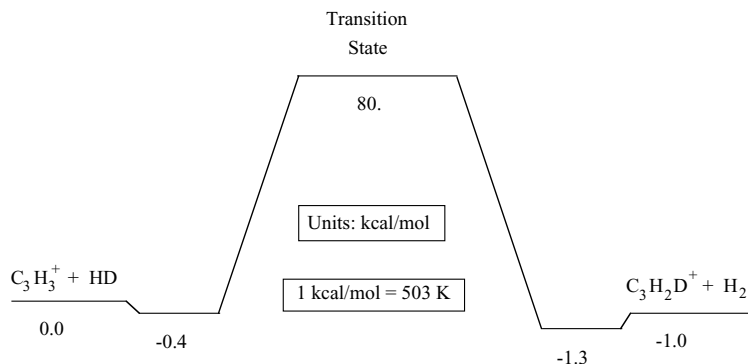 Transition
State
80.
Units: kcal/mol
1 kcal/mol = 503 K
C₃H₃⁺ + HD
0.0
-0.4
C₃H₂D⁺ + H₂
-1.3
-1.0